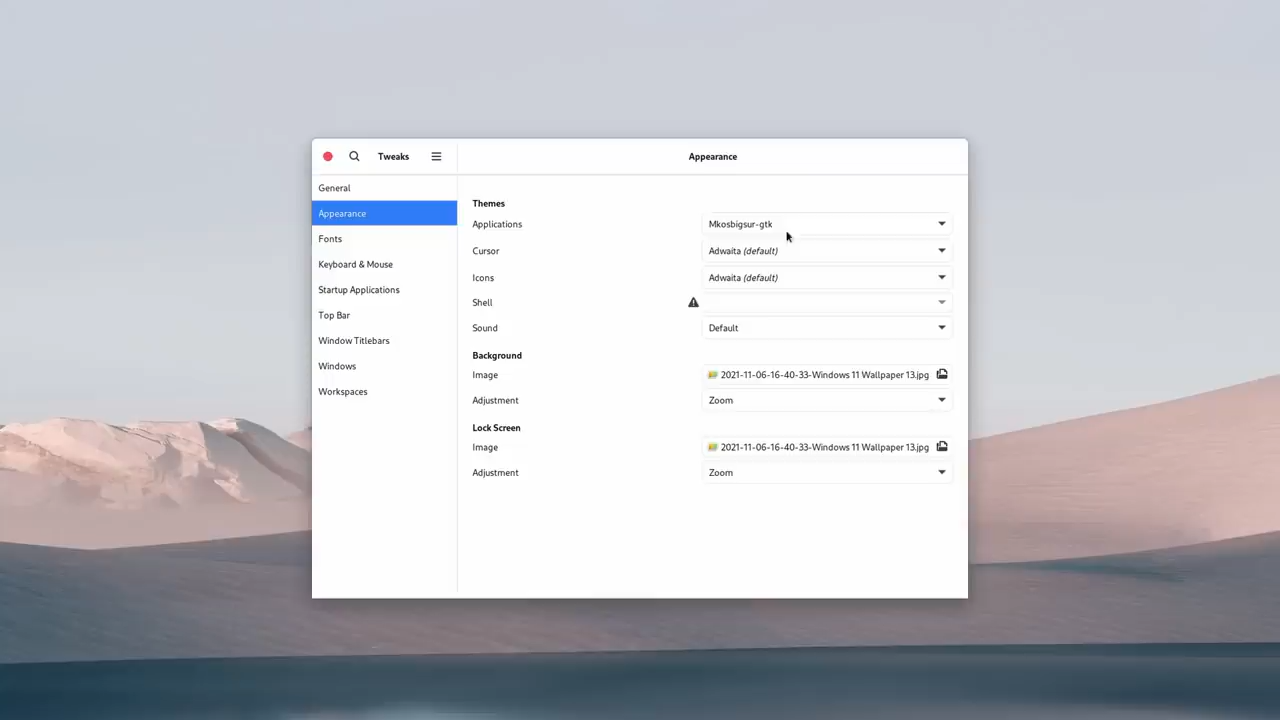 Tweaks
Appearance
General
Appearance
Fonts
Keyboard & Mouse
Startup Applications
Top Bar
Window Titlebars
Windows
Workspaces
Themes
Applications Mkosbigsur-gtk
Cursor Adwaita (default)
Icons Adwaita (default)
Shell
Sound Default
Background
Image 2021-11-06-16-40-33-Windows 11 Wallpaper 13.jpg
Adjustment Zoom
Lock Screen
Image 2021-11-06-16-40-33-Windows 11 Wallpaper 13.jpg
Adjustment Zoom